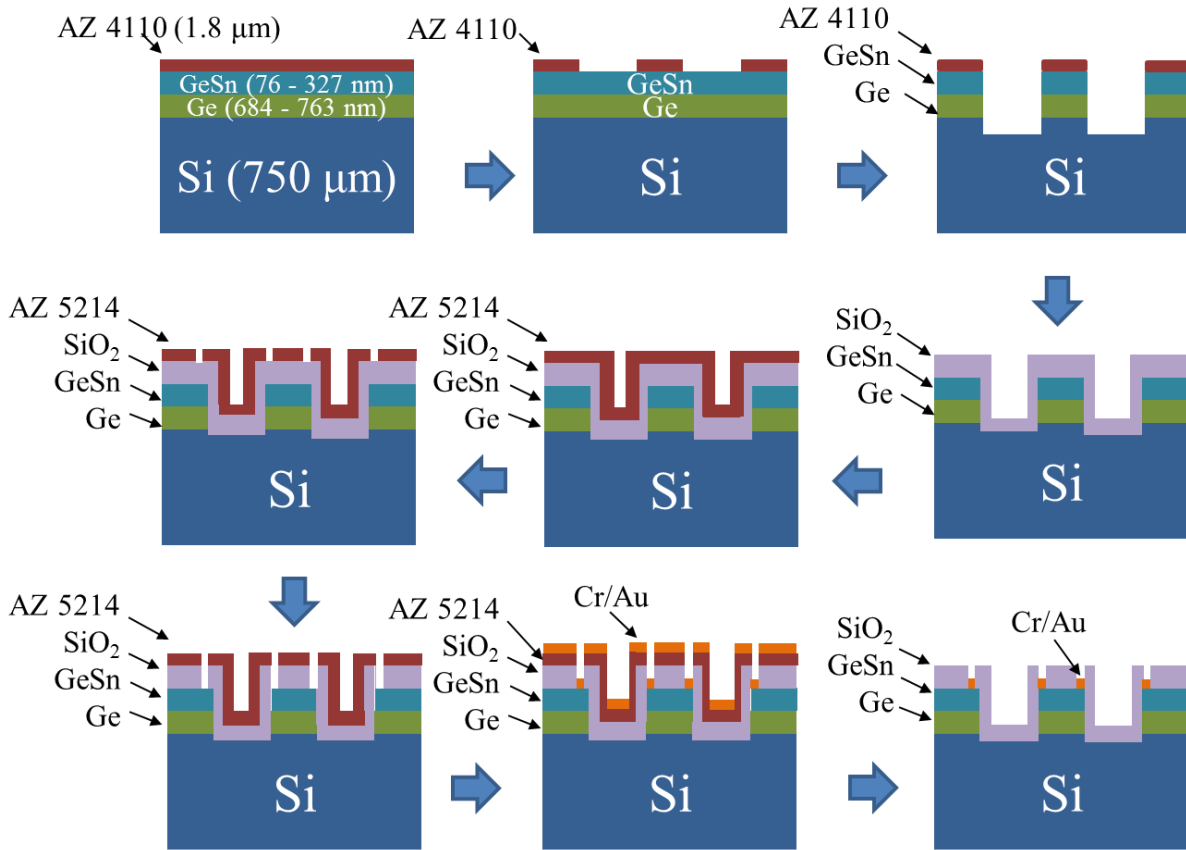 AZ 4110 (1.8 μm)
GeSn (76 - 327 nm)
Ge (684 - 763 nm)
Si (750 μm)
AZ 4110
GeSn
Ge
Si
AZ 4110
GeSn
Ge
Si
AZ 5214
SiO₂
GeSn
Ge
Si
AZ 5214
SiO₂
GeSn
Ge
Si
SiO₂
GeSn
Ge
Si
AZ 5214
SiO₂
GeSn
Ge
Si
Cr/Au
AZ 5214
SiO₂
GeSn
Ge
Si
Cr/Au
SiO₂
GeSn
Ge
Si